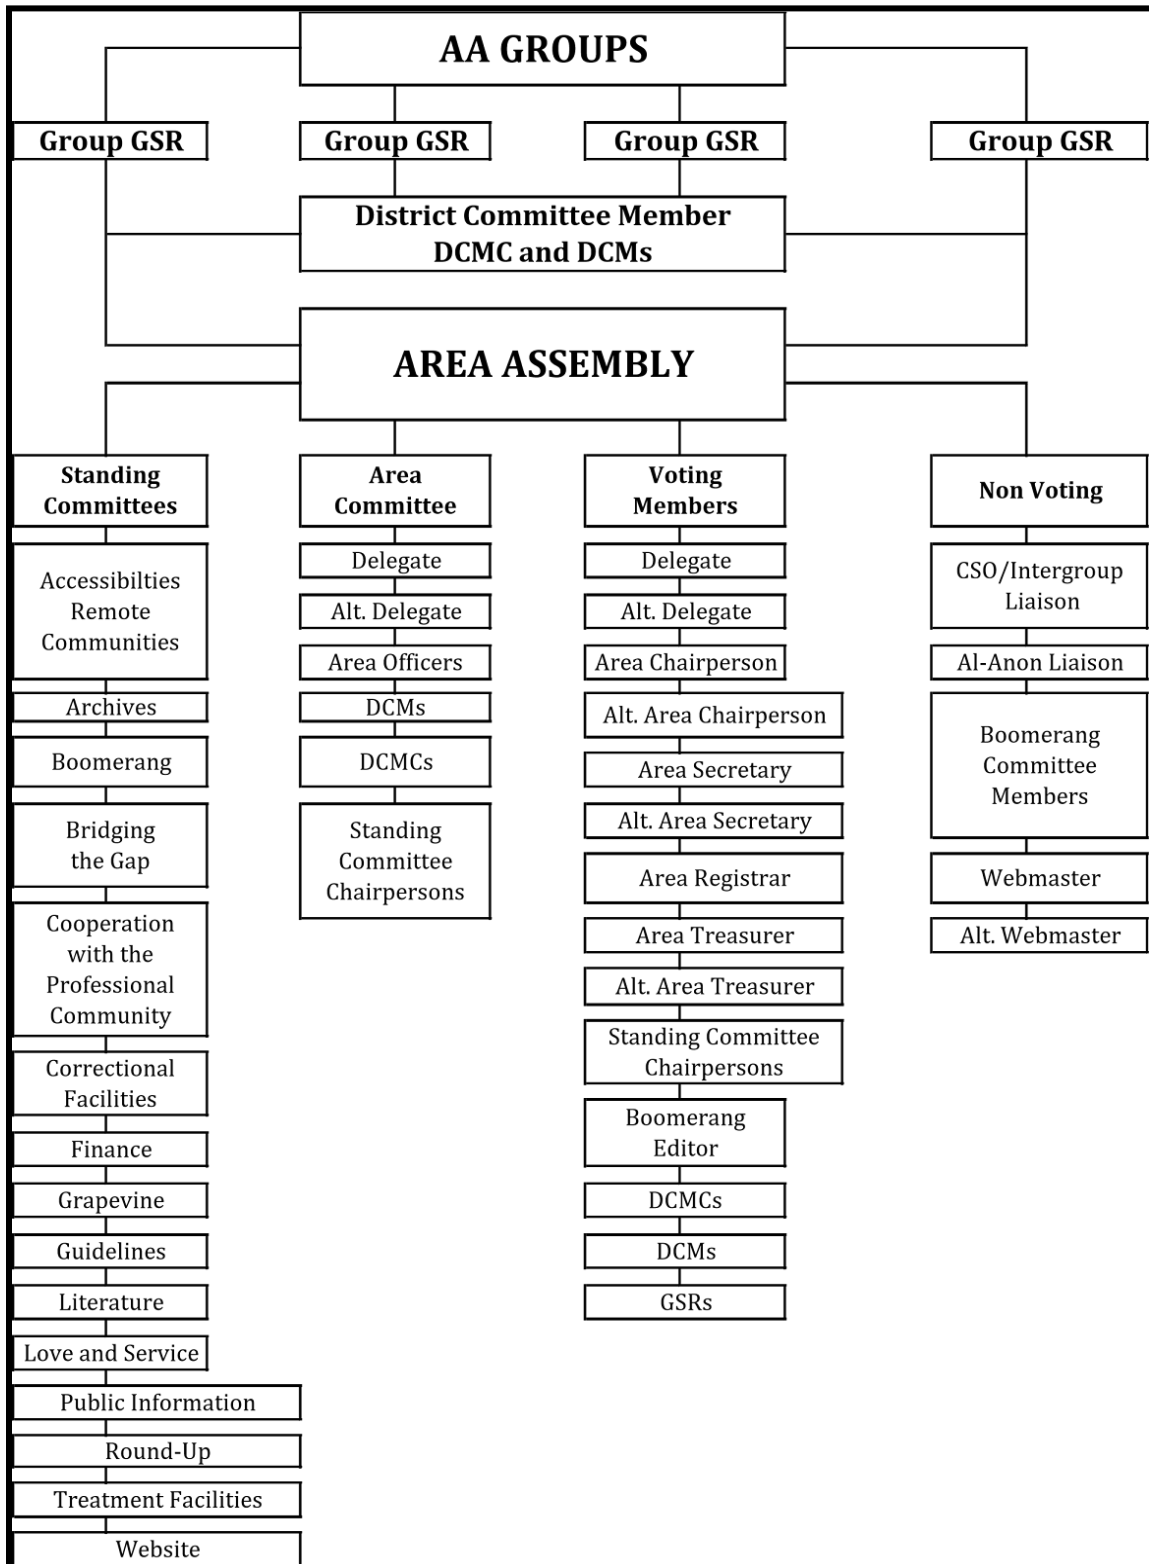 AA GROUPS
Group GSR
Group GSR
Group GSR
Group GSR
District Committee Member
DCMC and DCMs
AREA ASSEMBLY
Standing
Committees
Accessibilties
Remote
Communities
Archives
Boomerang
Bridging
the Gap
Cooperation
with the
Professional
Community
Correctional
Facilities
Finance
Grapevine
Guidelines
Literature
Love and Service
Public Information
Round-Up
Treatment Facilities
Website
Area
Committee
Delegate
Alt. Delegate
Area Officers
DCMs
DCMCs
Standing
Committee
Chairpersons
Voting
Members
Delegate
Alt. Delegate
Area Chairperson
Alt. Area Chairperson
Area Secretary
Alt. Area Secretary
Area Registrar
Area Treasurer
Alt. Area Treasurer
Standing Committee
Chairpersons
Boomerang
Editor
DCMCs
DCMs
GSRs
Non Voting
CSO/Intergroup
Liaison
Al-Anon Liaison
Boomerang
Committee
Members
Webmaster
Alt. Webmaster